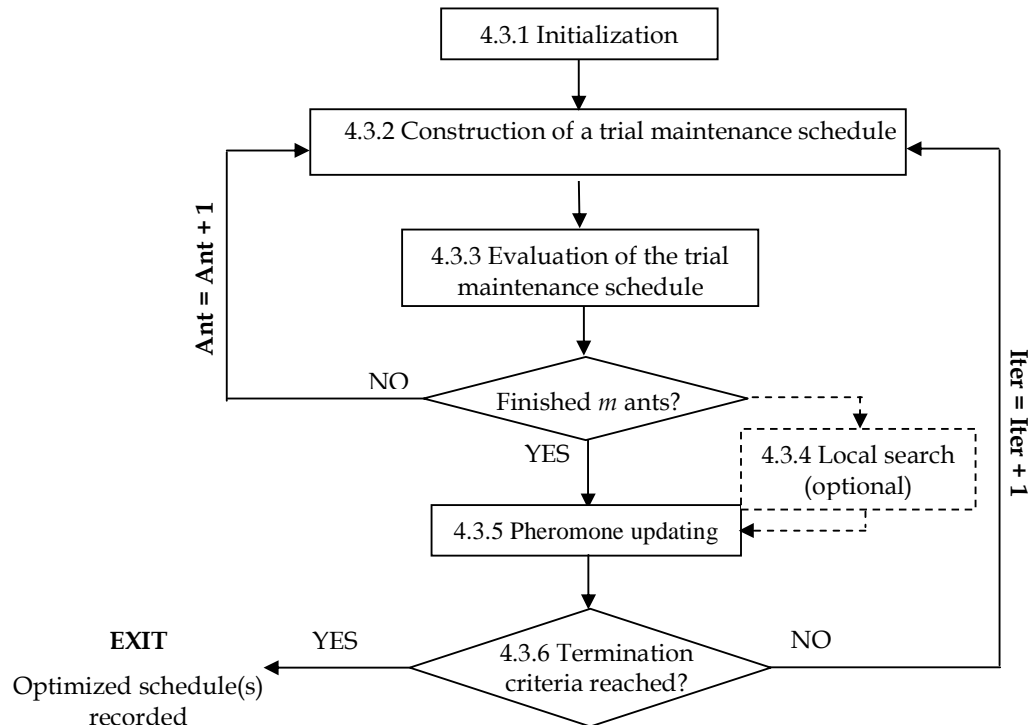 4.3.1 Initialization
4.3.2 Construction of a trial maintenance schedule
Ant = Ant + 1
4.3.3 Evaluation of the trial
maintenance schedule
Iter = Iter + 1
NO
Finished m ants?
YES
4.3.4 Local search
(optional)
4.3.5 Pheromone updating
EXIT
YES
NO
4.3.6 Termination
criteria reached?
Optimized schedule(s)
recorded